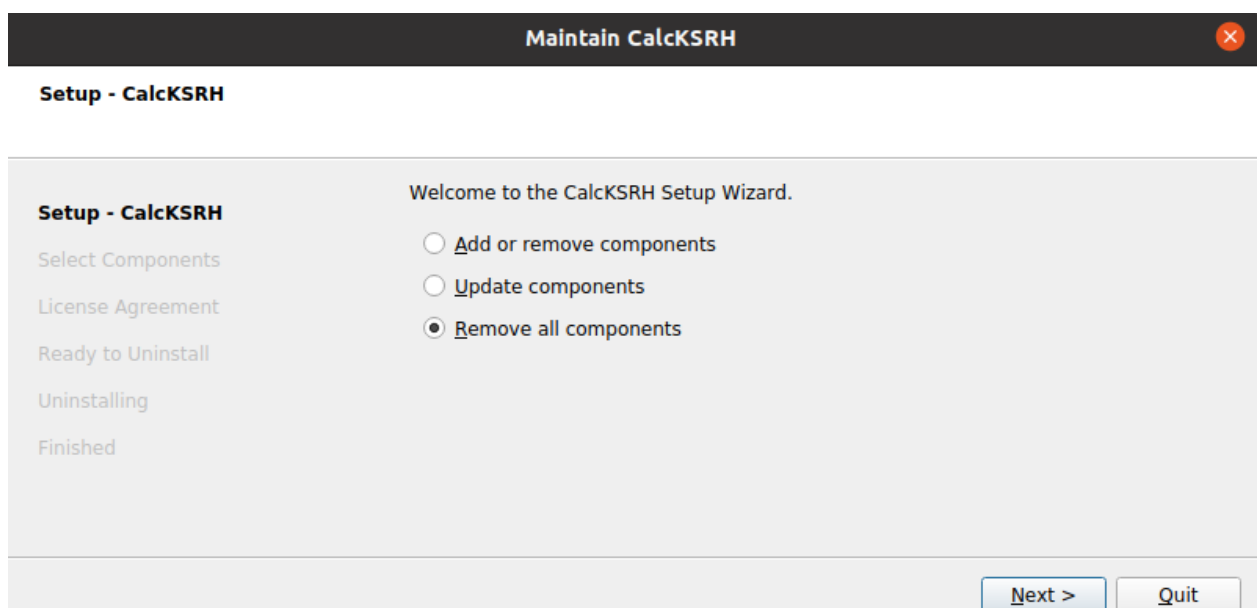 Maintain CalcKSRH
Setup - CalcKSRH
Setup - CalcKSRH
Select Components
License Agreement
Ready to Uninstall
Uninstalling
Finished
Welcome to the CalcKSRH Setup Wizard.
Add or remove components
Update components
Remove all components
Next >
Quit